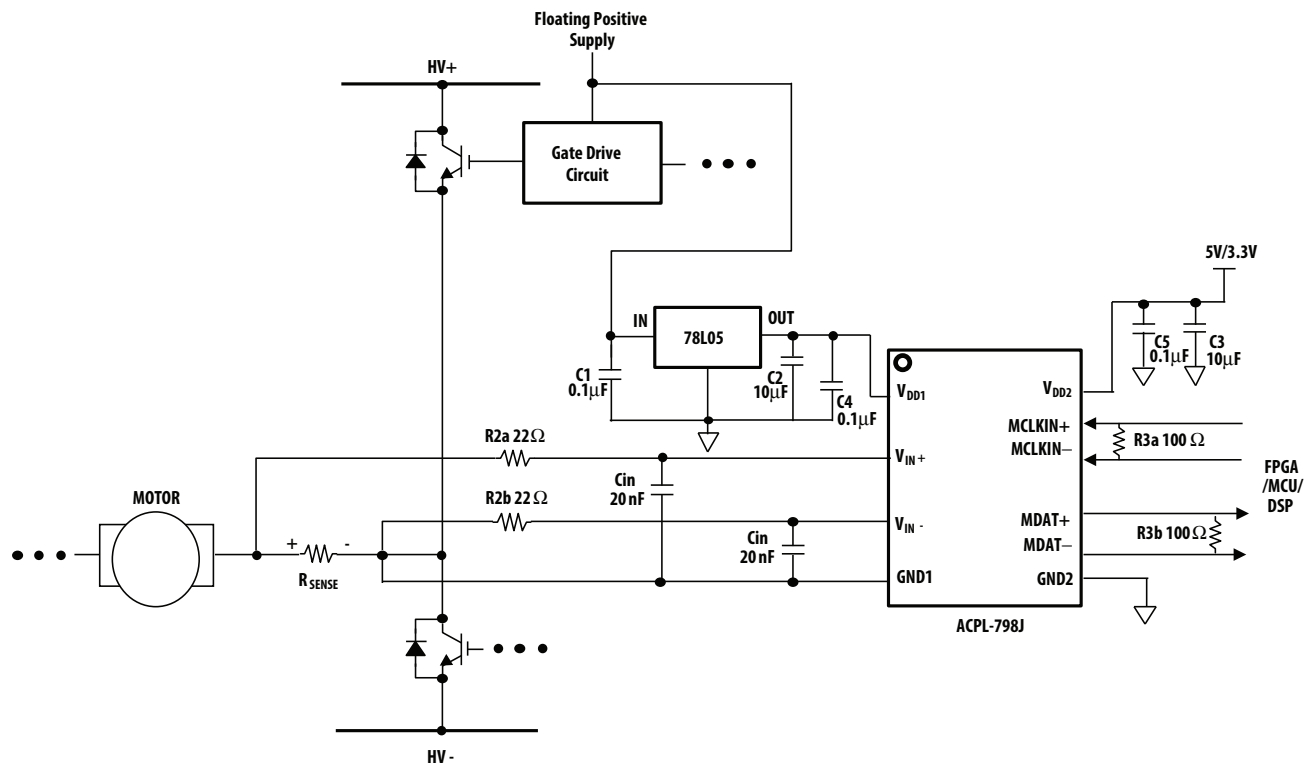 Floating Positive
Supply
HV+
Gate Drive
Circuit
5V/3.3V
IN
78L05
OUT
C1
0.1µF
C2
10µF
C4
0.1µF
C5
0.1µF
C3
10µF
VDD1
VDD2
MCLKIN+
MCLKIN−
R3a 100 Ω
R2a 22Ω
VIN+
Cin
20 nF
FPGA
/MCU/
DSP
MOTOR
R2b 22Ω
VIN -
Cin
20 nF
MDAT+
MDAT−
R3b 100Ω
+
-
RSENSE
GND1
GND2
ACPL-798J
HV -